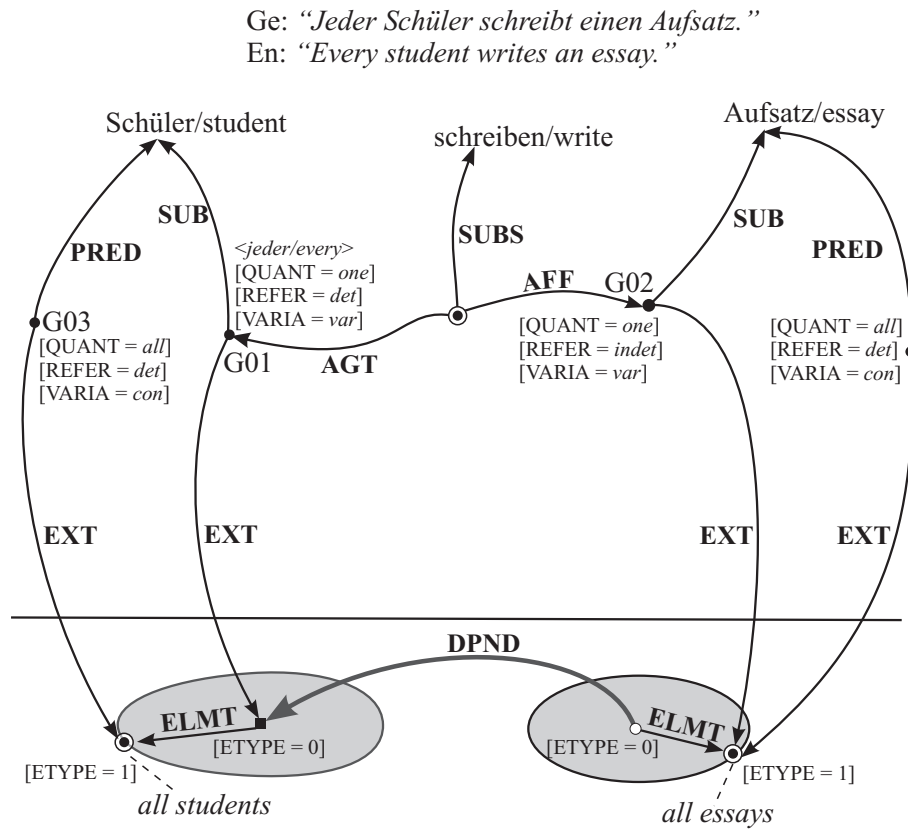 Ge: “Jeder Schüler schreibt einen Aufsatz.”
En: “Every student writes an essay.”
Schüler/student
schreiben/write
Aufsatz/essay
SUB
PRED
<jeder/every>
[QUANT = one]
[REFER = det]
[VARIA = var]
SUBS
SUB
PRED
AFF
G02
G03
[QUANT = all]
[REFER = det]
[VARIA = con]
G01
AGT
[QUANT = one]
[REFER = indet]
[VARIA = var]
[QUANT = all]
[REFER = det]
[VARIA = con]
EXT
EXT
EXT
EXT
DPND
ELMT
[ETYPE = 0]
ELMT
[ETYPE = 0]
[ETYPE = 1]
[ETYPE = 1]
all students
all essays